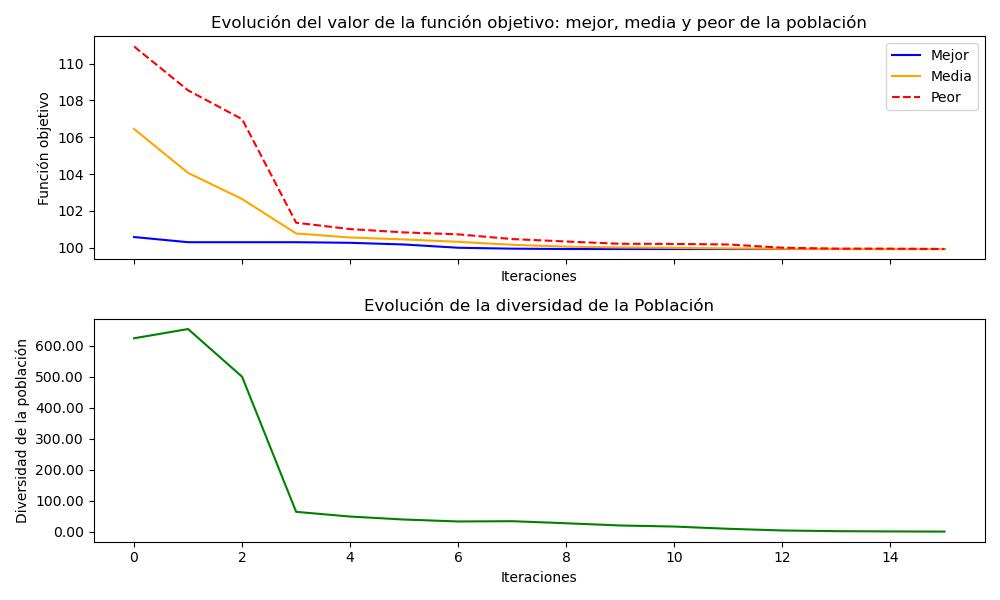 Evolución del valor de la función objetivo: mejor, media y peor de la población
Función objetivo
110
108
106
104
102
100
Mejor
Media
Peor
Iteraciones
Evolución de la diversidad de la Población
Diversidad de la población
600.00
500.00
400.00
300.00
200.00
100.00
0.00
0 2 4 6 8 10 12 14
Iteraciones